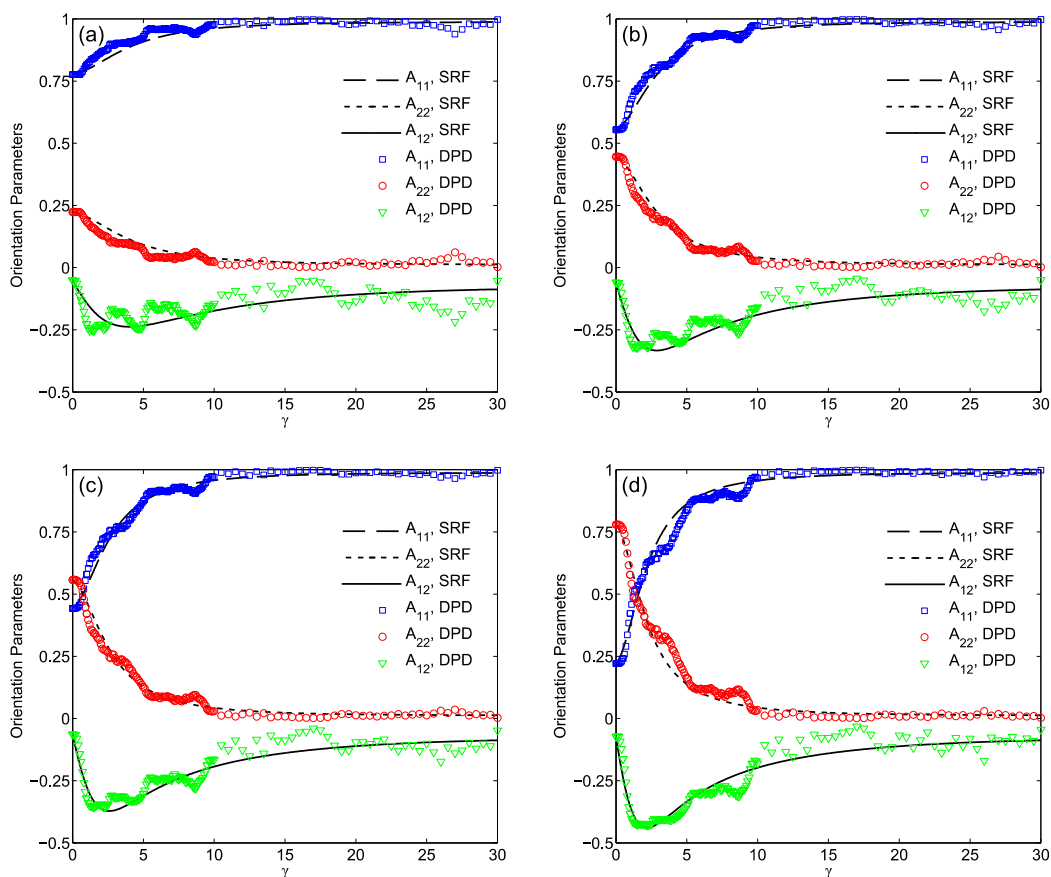 (a)
1
0.75
0.5
0.25
0
−0.25
−0.5
Orientation Parameters
0 5 10 15 20 25 30
γ
A11, SRF
A22, SRF
A12, SRF
A11, DPD
A22, DPD
A12, DPD
(b)
1
0.75
0.5
0.25
0
−0.25
−0.5
Orientation Parameters
0 5 10 15 20 25 30
γ
A11, SRF
A22, SRF
A12, SRF
A11, DPD
A22, DPD
A12, DPD
(c)
1
0.75
0.5
0.25
0
−0.25
−0.5
Orientation Parameters
0 5 10 15 20 25 30
γ
A11, SRF
A22, SRF
A12, SRF
A11, DPD
A22, DPD
A12, DPD
(d)
1
0.75
0.5
0.25
0
−0.25
−0.5
Orientation Parameters
0 5 10 15 20 25 30
γ
A11, SRF
A22, SRF
A12, SRF
A11, DPD
A22, DPD
A12, DPD